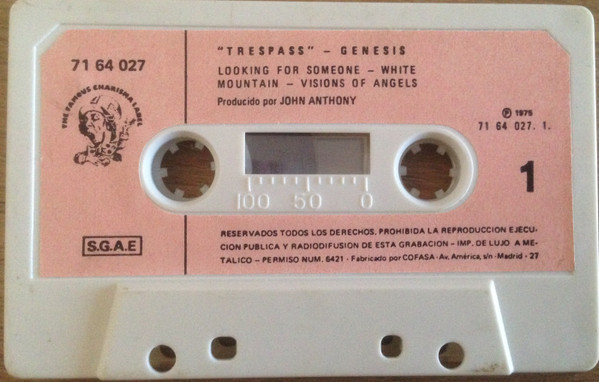 71 64 027
THE FAMOUS CHARISMA LABEL
S.G.A.E
"TRESPASS" – GENESIS
LOOKING FOR SOMEONE – WHITE
MOUNTAIN – VISIONS OF ANGELS
Producido por JOHN ANTHONY
Ⓟ 1975
71 64 027. 1.
1
100 50 0
RESERVADOS TODOS LOS DERECHOS. PROHIBIDA LA REPRODUCCION EJECU-
CION PUBLICA Y RADIODIFUSION DE ESTA GRABACION – IMP. DE LUJO A ME-
TALICO – PERMISO NUM. 6421 - Fabricado por COFASA - Av. América, s/n - Madrid - 27